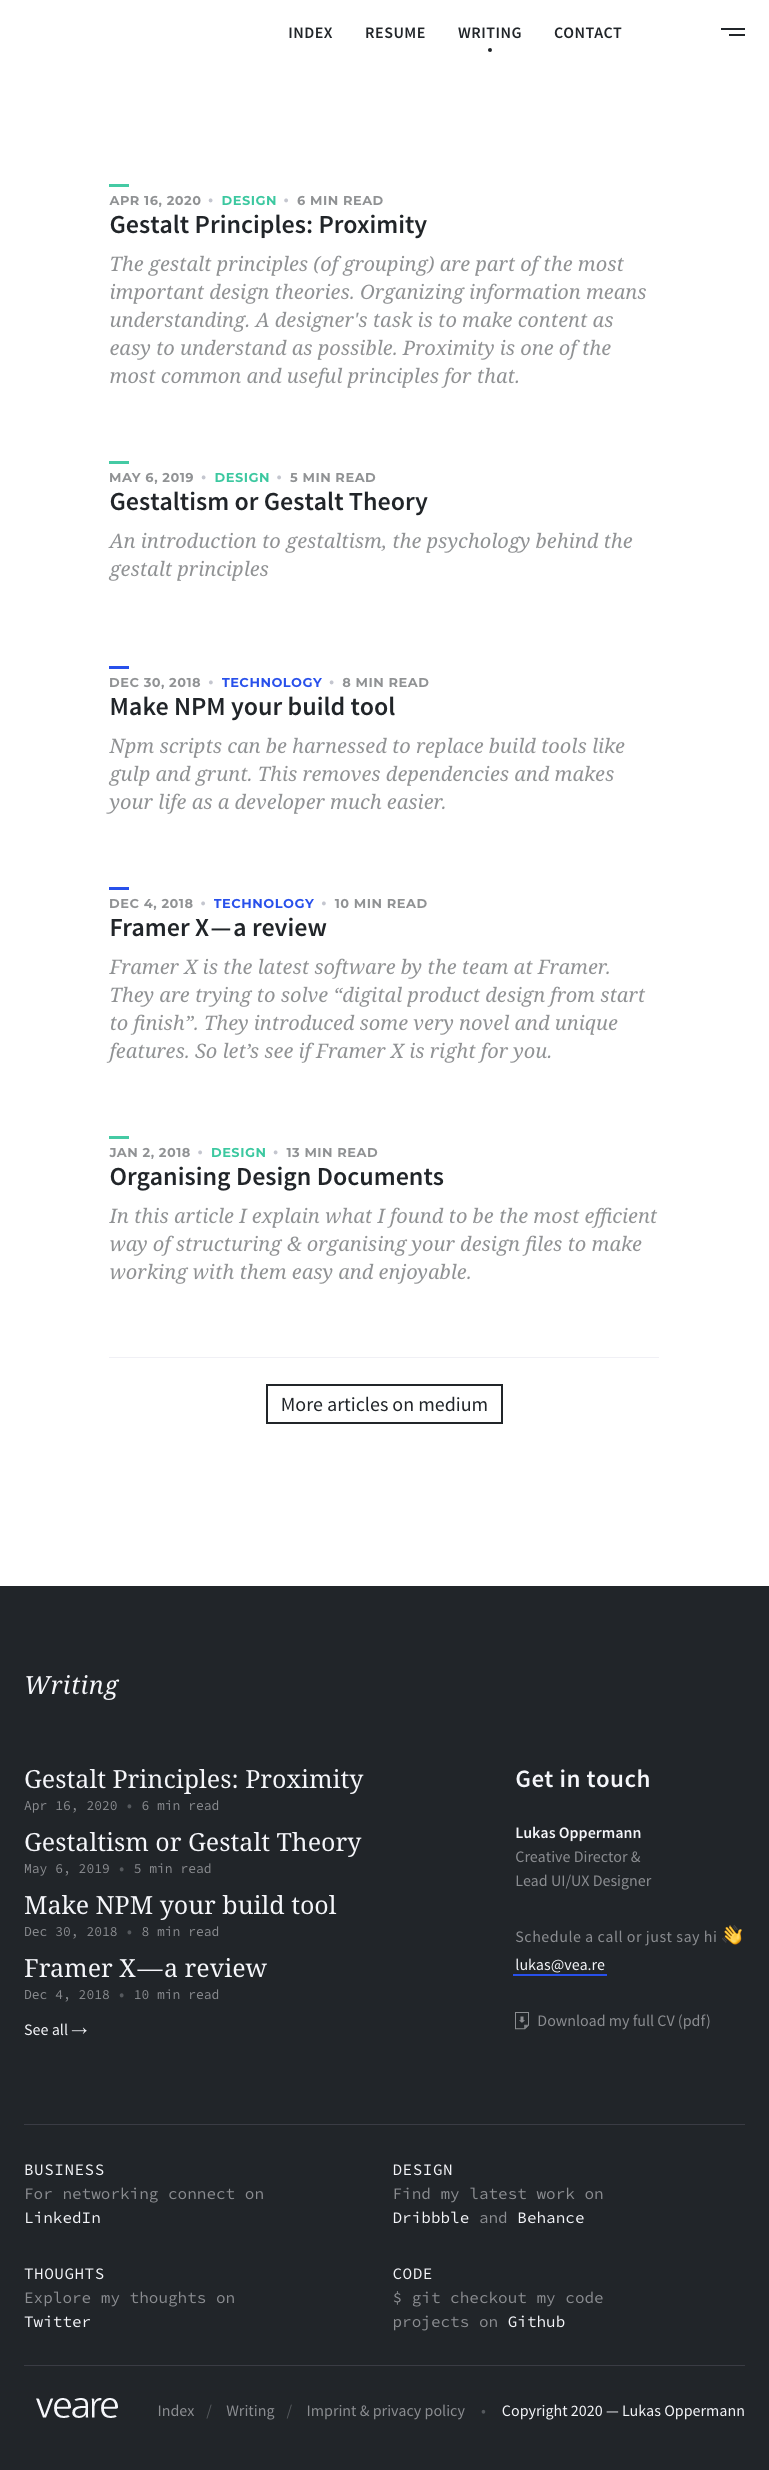 INDEX RESUME WRITING CONTACT
APR 16, 2020 • DESIGN • 6 MIN READ
Gestalt Principles: Proximity
The gestalt principles (of grouping) are part of the most
important design theories. Organizing information means
understanding. A designer's task is to make content as
easy to understand as possible. Proximity is one of the
most common and useful principles for that.
MAY 6, 2019 • DESIGN • 5 MIN READ
Gestaltism or Gestalt Theory
An introduction to gestaltism, the psychology behind the
gestalt principles
DEC 30, 2018 • TECHNOLOGY • 8 MIN READ
Make NPM your build tool
Npm scripts can be harnessed to replace build tools like
gulp and grunt. This removes dependencies and makes
your life as a developer much easier.
DEC 4, 2018 • TECHNOLOGY • 10 MIN READ
Framer X — a review
Framer X is the latest software by the team at Framer.
They are trying to solve “digital product design from start
to finish”. They introduced some very novel and unique
features. So let’s see if Framer X is right for you.
JAN 2, 2018 • DESIGN • 13 MIN READ
Organising Design Documents
In this article I explain what I found to be the most efficient
way of structuring & organising your design files to make
working with them easy and enjoyable.
More articles on medium
Writing
Gestalt Principles: Proximity
Apr 16, 2020 • 6 min read
Gestaltism or Gestalt Theory
May 6, 2019 • 5 min read
Make NPM your build tool
Dec 30, 2018 • 8 min read
Framer X — a review
Dec 4, 2018 • 10 min read
See all →
Get in touch
Lukas Oppermann
Creative Director &
Lead UI/UX Designer
Schedule a call or just say hi 👋
lukas@vea.re
Download my full CV (pdf)
BUSINESS
For networking connect on
LinkedIn
DESIGN
Find my latest work on
Dribbble and Behance
THOUGHTS
Explore my thoughts on
Twitter
CODE
$ git checkout my code
projects on Github
veare Index / Writing / Imprint & privacy policy • Copyright 2020 — Lukas Oppermann